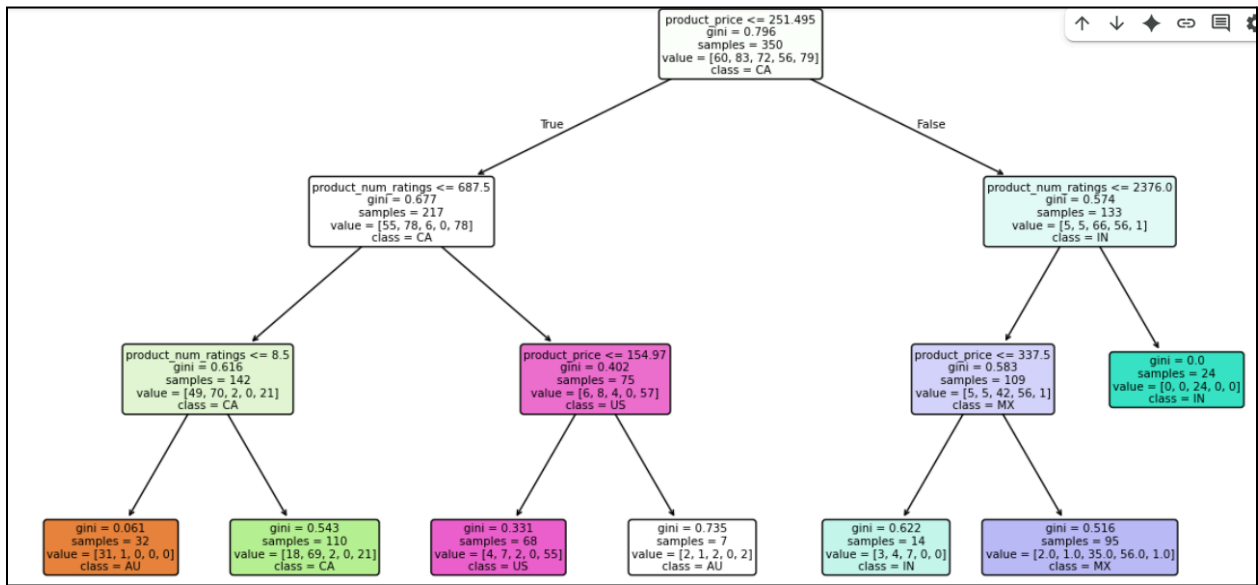 product_price <= 251.495
gini = 0.796
samples = 350
value = [60, 83, 72, 56, 79]
class = CA
True
False
product_num_ratings <= 687.5
gini = 0.677
samples = 217
value = [55, 78, 6, 0, 78]
class = CA
product_num_ratings <= 2376.0
gini = 0.574
samples = 133
value = [5, 5, 66, 56, 1]
class = IN
product_num_ratings <= 8.5
gini = 0.616
samples = 142
value = [49, 70, 2, 0, 21]
class = CA
product_price <= 154.97
gini = 0.402
samples = 75
value = [6, 8, 4, 0, 57]
class = US
product_price <= 337.5
gini = 0.583
samples = 109
value = [5, 5, 42, 56, 1]
class = MX
gini = 0.0
samples = 24
value = [0, 0, 24, 0, 0]
class = IN
gini = 0.061
samples = 32
value = [31, 1, 0, 0, 0]
class = AU
gini = 0.543
samples = 110
value = [18, 69, 2, 0, 21]
class = CA
gini = 0.331
samples = 68
value = [4, 7, 2, 0, 55]
class = US
gini = 0.735
samples = 7
value = [2, 1, 2, 0, 2]
class = AU
gini = 0.622
samples = 14
value = [3, 4, 7, 0, 0]
class = IN
gini = 0.516
samples = 95
value = [2.0, 1.0, 35.0, 56.0, 1.0]
class = MX